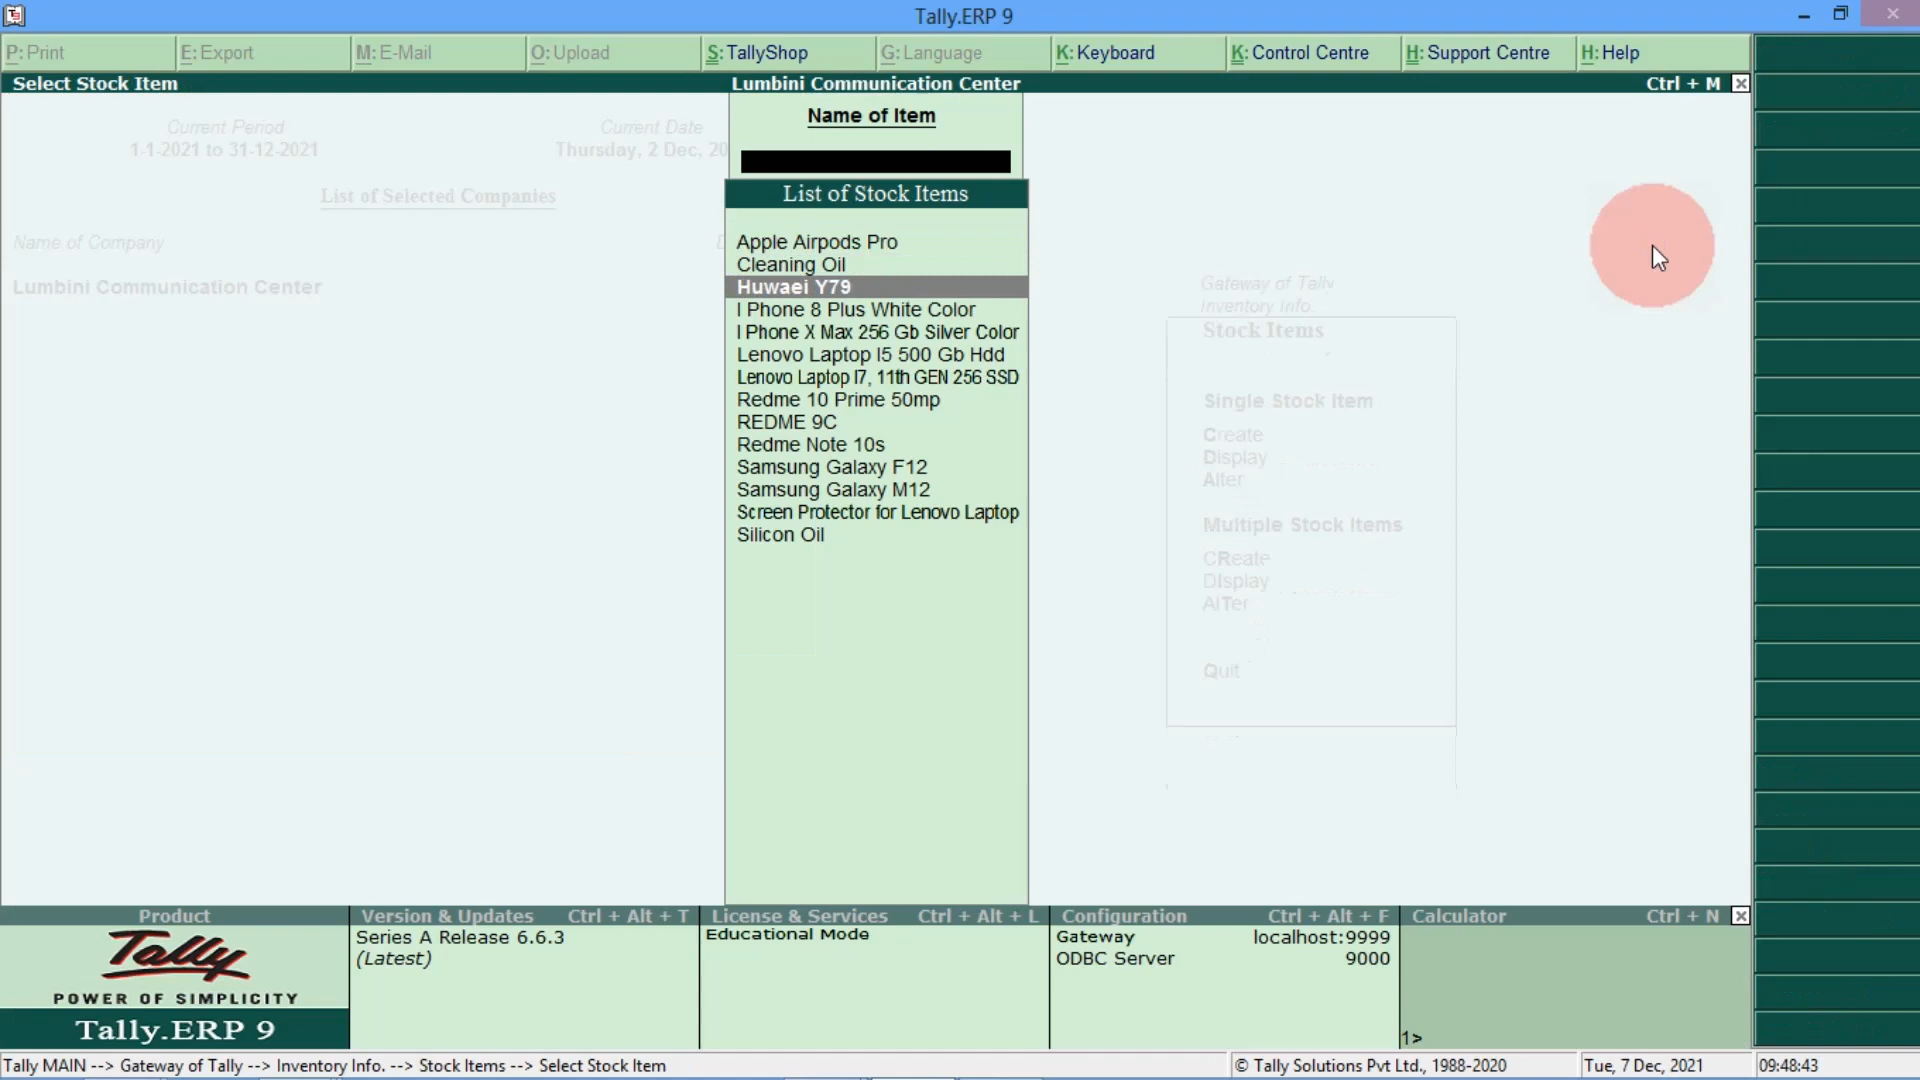 Tally.ERP 9
P: Print
E: Export
M: E-Mail
O: Upload
S: TallyShop
G: Language
K: Keyboard
K: Control Centre
H: Support Centre
H: Help
Select Stock Item
Lumbini Communication Center
Ctrl + M
Current Period
1-1-2021 to 31-12-2021
Current Date
Thursday, 2 Dec, 20
List of Selected Companies
Name of Company
Lumbini Communication Center
Name of Item
List of Stock Items
Apple Airpods Pro
Cleaning Oil
Huwaei Y79
I Phone 8 Plus White Color
I Phone X Max 256 Gb Silver Color
Lenovo Laptop I5 500 Gb Hdd
Lenovo Laptop I7, 11th GEN 256 SSD
Redme 10 Prime 50mp
REDME 9C
Redme Note 10s
Samsung Galaxy F12
Samsung Galaxy M12
Screen Protector for Lenovo Laptop
Silicon Oil
Gateway of Tally
Inventory Info.
Stock Items
Single Stock Item
Create
Display
Alter
Multiple Stock Items
CReate
DIsplay
AlTer
Quit
Product
Tally
POWER OF SIMPLICITY
Tally.ERP 9
Version & Updates Ctrl + Alt + T
Series A Release 6.6.3
(Latest)
License & Services Ctrl + Alt + L
Educational Mode
Configuration Ctrl + Alt + F
Gateway localhost:9999
ODBC Server 9000
Calculator Ctrl + N
1>
Tally MAIN --> Gateway of Tally --> Inventory Info. --> Stock Items --> Select Stock Item
© Tally Solutions Pvt Ltd., 1988-2020
Tue, 7 Dec, 2021
09:48:43